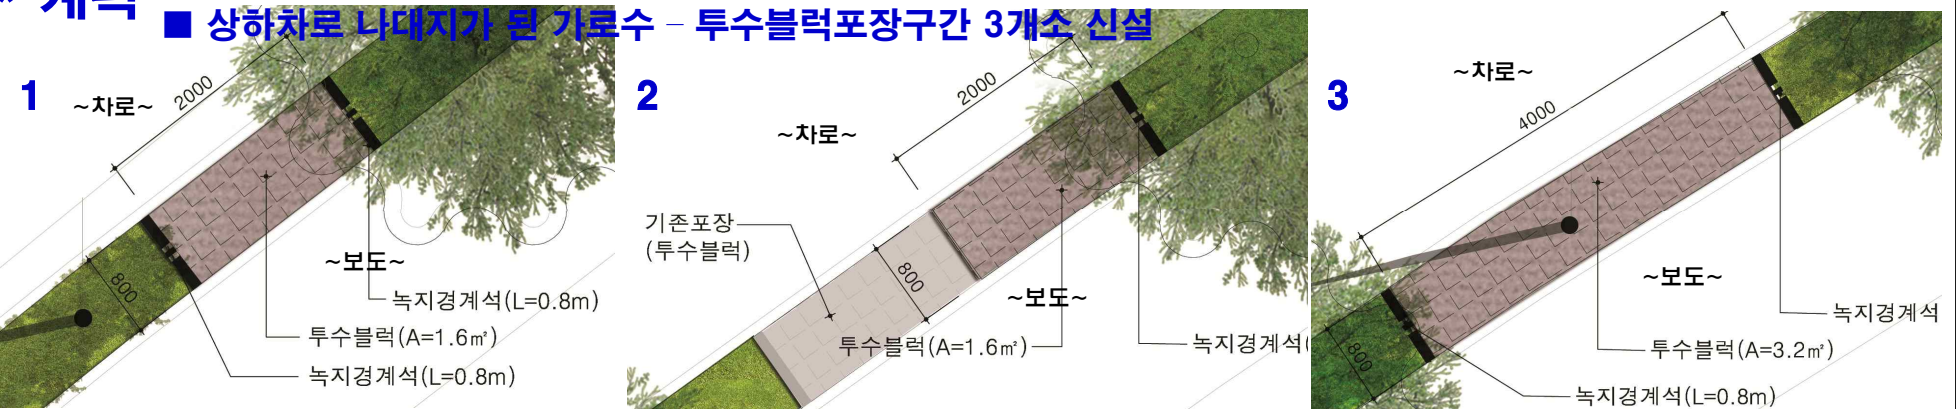 계획
■ 상하차로 나대지가 된 가로수 – 투수블럭포장구간 3개소 신설
1
~차로~
2000
800
~보도~
녹지경계석(L=0.8m)
투수블럭(A=1.6㎡)
녹지경계석(L=0.8m)
2
~차로~
2000
기존포장
(투수블럭)
800
~보도~
투수블럭(A=1.6㎡)
녹지경계석(
3
~차로~
4000
800
~보도~
녹지경계석
투수블럭(A=3.2㎡)
녹지경계석(L=0.8m)